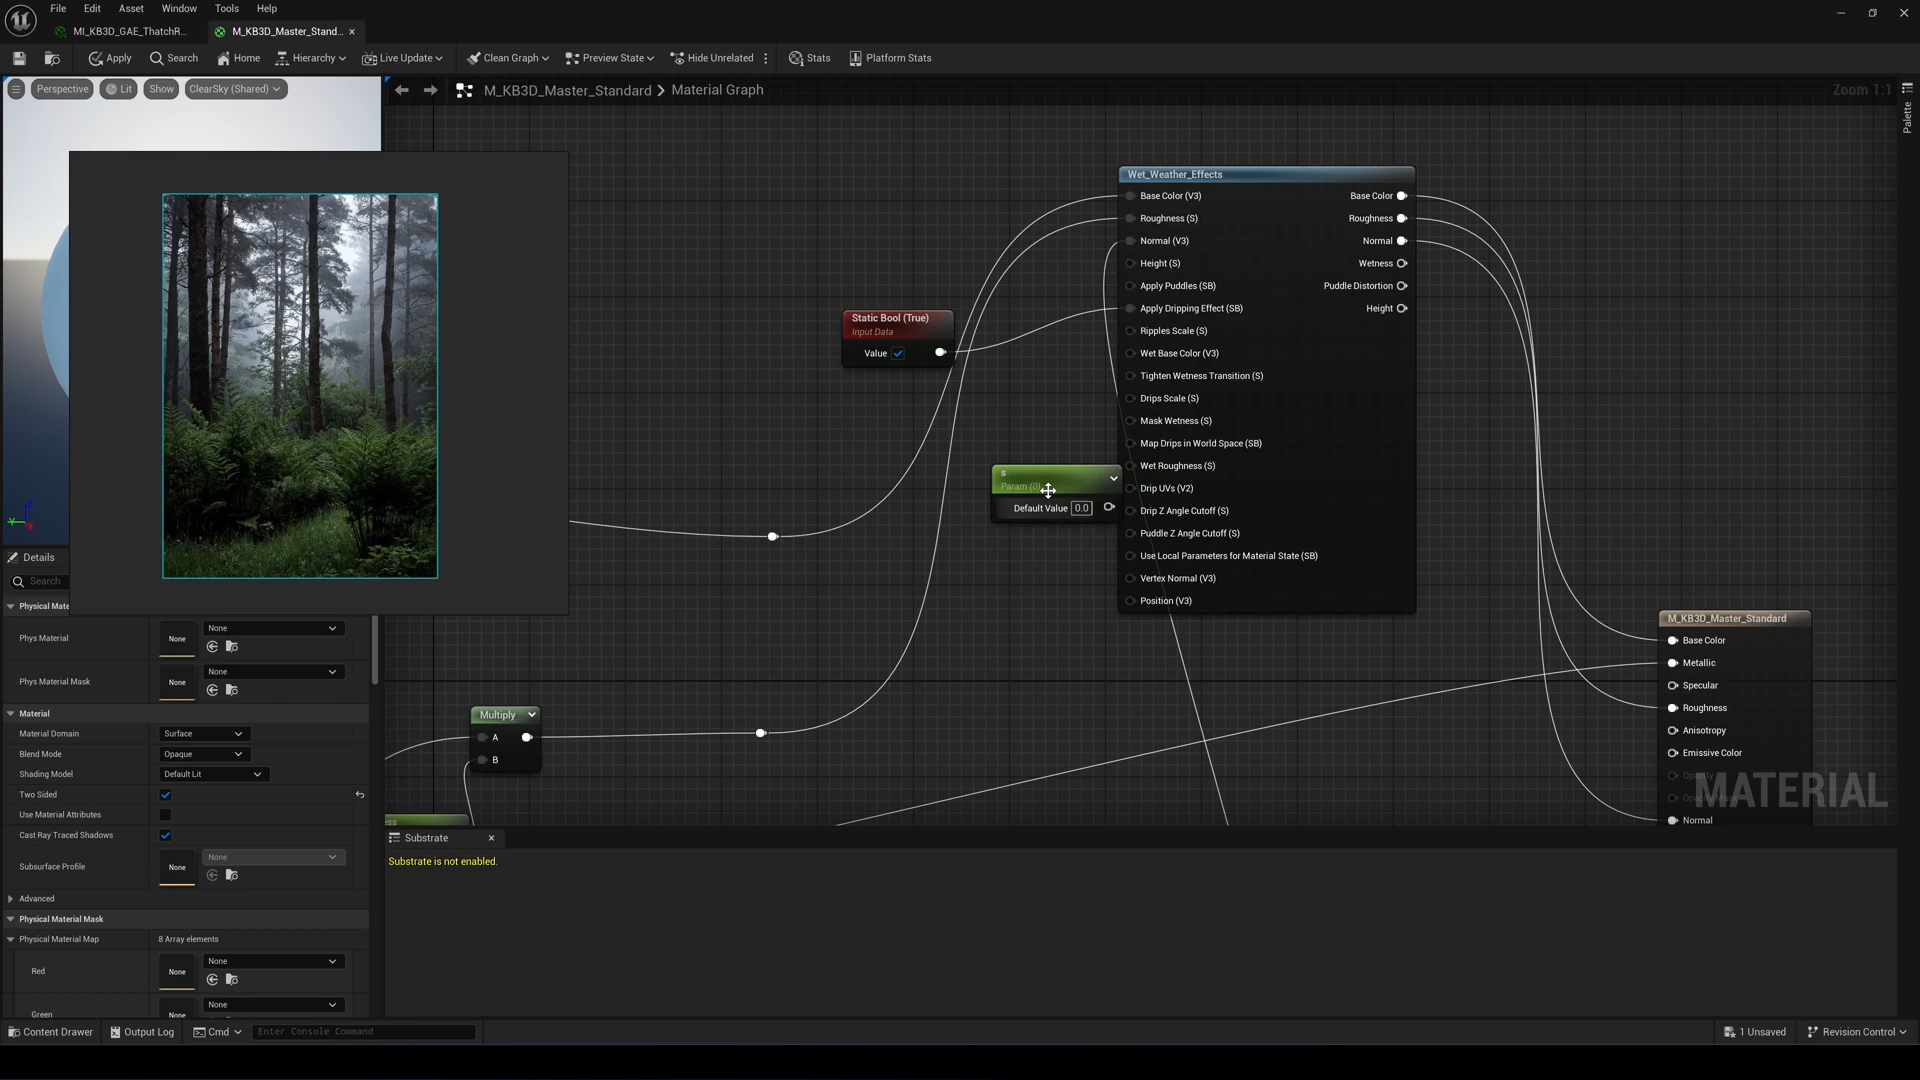 File Edit Asset Window Tools Help
MI_KB3D_GAE_ThatchR...
M_KB3D_Master_Stand...
Apply Search Home Hierarchy Live Update Clean Graph Preview State Hide Unrelated Stats Platform Stats
Perspective Lit Show ClearSky (Shared)
M_KB3D_Master_Standard > Material Graph
Zoom 1:1
Palette
Wet_Weather_Effects
Base Color (V3) Base Color
Roughness (S) Roughness
Normal (V3) Normal
Height (S) Wetness
Apply Puddles (SB) Puddle Distortion
Apply Dripping Effect (SB) Height
Ripples Scale (S)
Wet Base Color (V3)
Tighten Wetness Transition (S)
Drips Scale (S)
Mask Wetness (S)
Map Drips in World Space (SB)
Wet Roughness (S)
Drip UVs (V2)
Drip Z Angle Cutoff (S)
Puddle Z Angle Cutoff (S)
Use Local Parameters for Material State (SB)
Vertex Normal (V3)
Position (V3)
Static Bool (True)
Input Data
Value
s
Param (0)
Default Value 0.0
Multiply
A
B
ess
M_KB3D_Master_Standard
Base Color
Metallic
Specular
Roughness
Anisotropy
Emissive Color
Opacity
Normal
MATERIAL
Details
Search
Physical Mate
Phys Material None None
Phys Material Mask None None
Material
Material Domain Surface
Blend Mode Opaque
Shading Model Default Lit
Two Sided
Use Material Attributes
Cast Ray Traced Shadows
Subsurface Profile None None
Advanced
Physical Material Mask
Physical Material Map 8 Array elements
Red None None
Green None None
Substrate
Substrate is not enabled.
Content Drawer Output Log Cmd Enter Console Command
1 Unsaved Revision Control